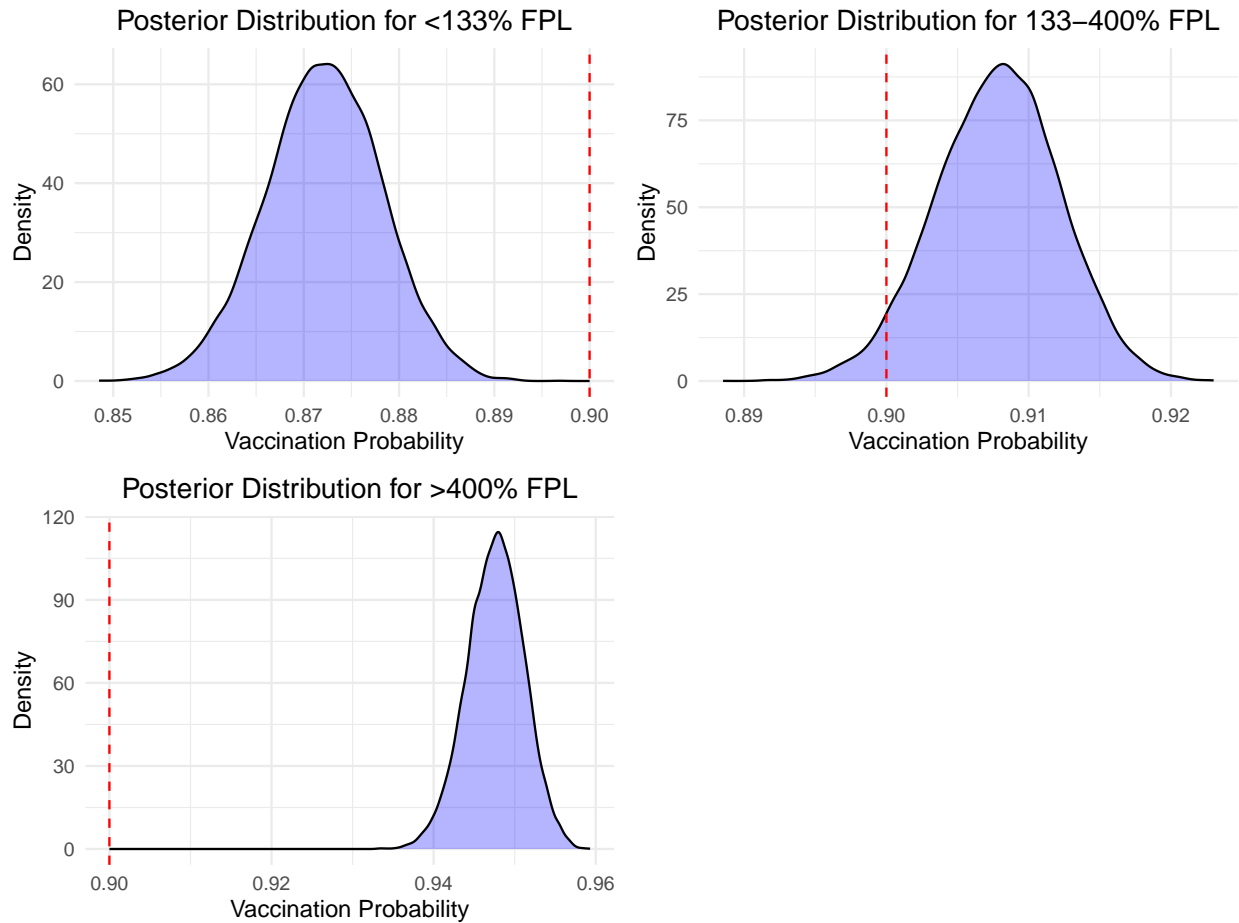 Posterior Distribution for <133% FPL
Density
60
40
20
0
0.85 0.86 0.87 0.88 0.89 0.90
Vaccination Probability
Posterior Distribution for 133–400% FPL
Density
75
50
25
0
0.89 0.90 0.91 0.92
Vaccination Probability
Posterior Distribution for >400% FPL
Density
120
90
60
30
0
0.90 0.92 0.94 0.96
Vaccination Probability